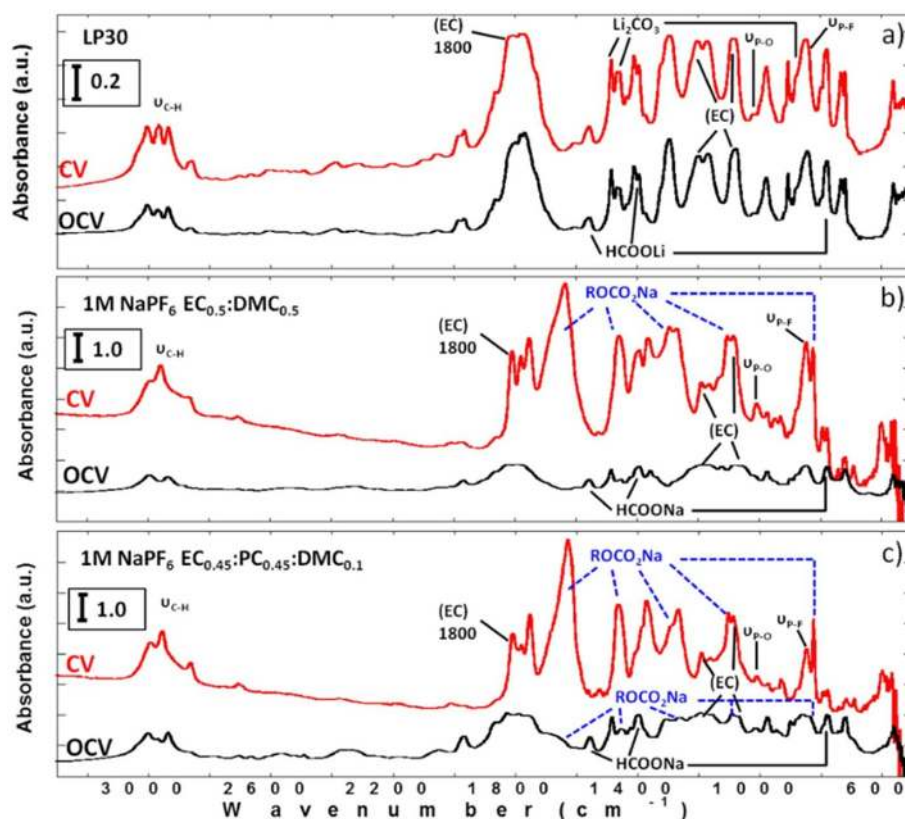 LP30
(EC)
1800
Li₂CO₃
υP-F
a)
0.2
υC-H
υP-O
(EC)
CV
OCV
HCOOLi
Absorbance (a.u.)
1M NaPF₆ EC₀.₅:DMC₀.₅
ROCO₂Na
b)
(EC)
1800
1.0
υC-H
υP-F
υP-O
CV
(EC)
OCV
HCOONa
Absorbance (a.u.)
1M NaPF₆ EC₀.₄₅:PC₀.₄₅:DMC₀.₁
ROCO₂Na
c)
1.0
υC-H
(EC)
1800
υP-O
υP-F
CV
(EC)
ROCO₂Na
OCV
HCOONa
Absorbance (a.u.)
3000 2600 2200 1800 1400 1000 600
Wavenumber (cm⁻¹)